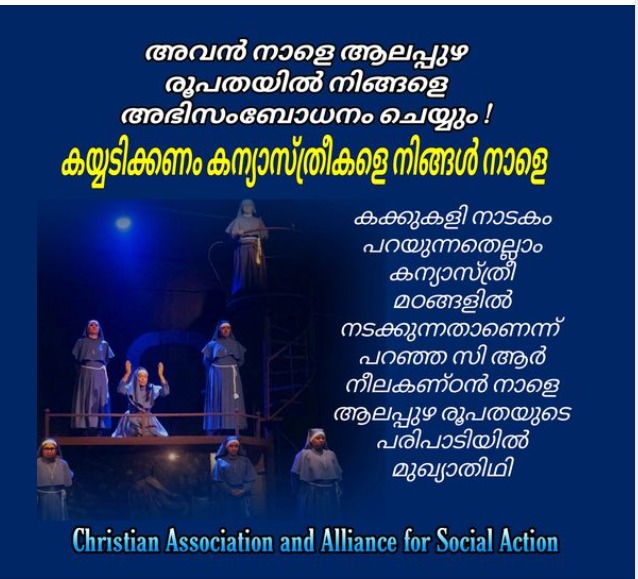 അവൻ നാളെ ആലപ്പുഴ
രൂപതയിൽ നിങ്ങളെ
അഭിസംബോധനം ചെയ്യും !
കയ്യടിക്കണം കന്യാസ്ത്രീകളെ നിങ്ങൾ നാളെ
കക്കുകളി നാടകം
പറയുന്നതെല്ലാം
കന്യാസ്ത്രീ
മഠങ്ങളിൽ
നടക്കുന്നതാണെന്ന്
പറഞ്ഞ സി ആർ
നീലകണ്ഠൻ നാളെ
ആലപ്പുഴ രൂപതയുടെ
പരിപാടിയിൽ
മുഖ്യാതിഥി
Christian Association and Alliance for Social Action